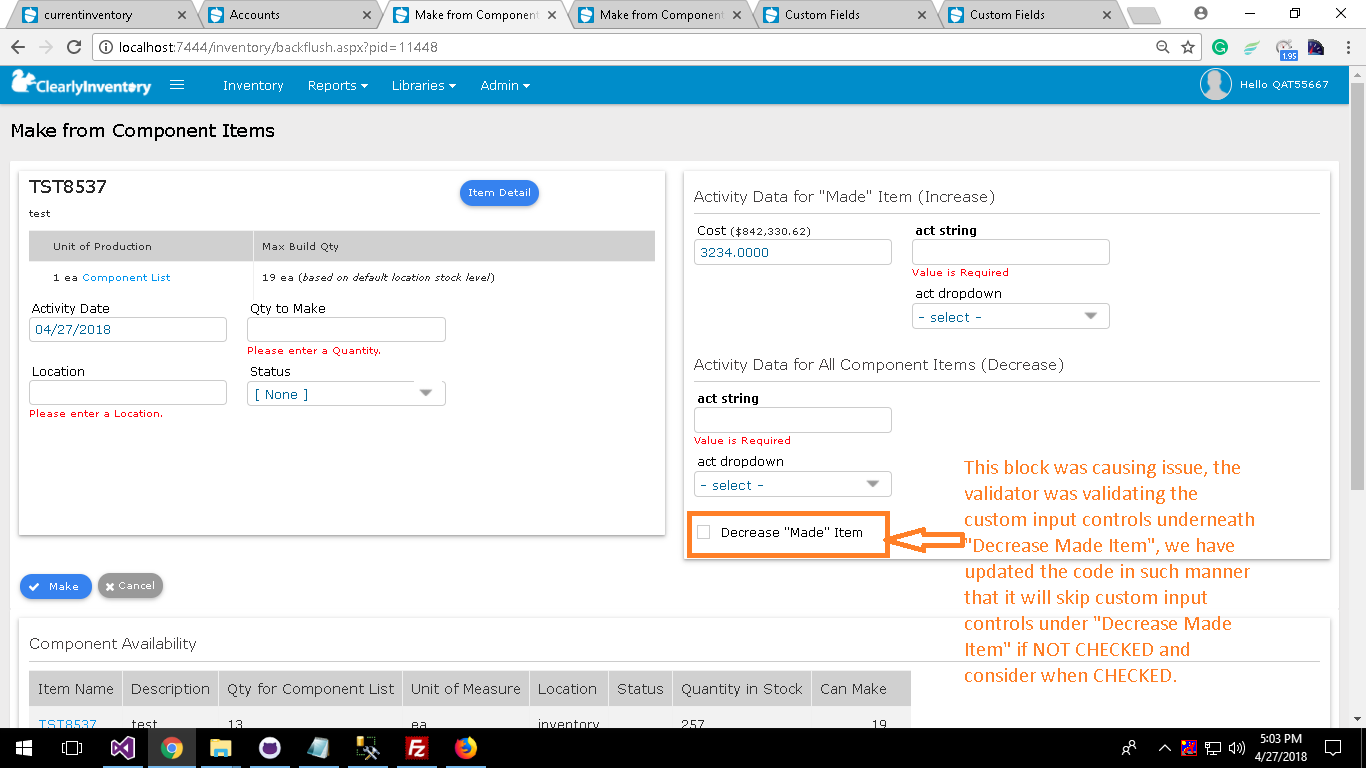 currentinventory
Accounts
Make from Component
Make from Component
Custom Fields
Custom Fields
localhost:7444/inventory/backflush.aspx?pid=11448
1.95
ClearlyInventory
Inventory
Reports
Libraries
Admin
Hello QAT55667
Make from Component Items
TST8537
Item Detail
test
Unit of Production
Max Build Qty
1 ea Component List
19 ea (based on default location stock level)
Activity Date
Qty to Make
04/27/2018
Please enter a Quantity.
Location
Status
[ None ]
Please enter a Location.
Activity Data for "Made" Item (Increase)
Cost ($842,330.62)
act string
3234.0000
Value is Required
act dropdown
- select -
Activity Data for All Component Items (Decrease)
act string
Value is Required
act dropdown
- select -
Decrease "Made" Item
This block was causing issue, the
validator was validating the
custom input controls underneath
"Decrease Made Item", we have
updated the code in such manner
that it will skip custom input
controls under "Decrease Made
Item" if NOT CHECKED and
consider when CHECKED.
Make
Cancel
Component Availability
Item Name
Description
Qty for Component List
Unit of Measure
Location
Status
Quantity in Stock
Can Make
TST8537
test
13
ea
inventory
257
19
5:03 PM
4/27/2018